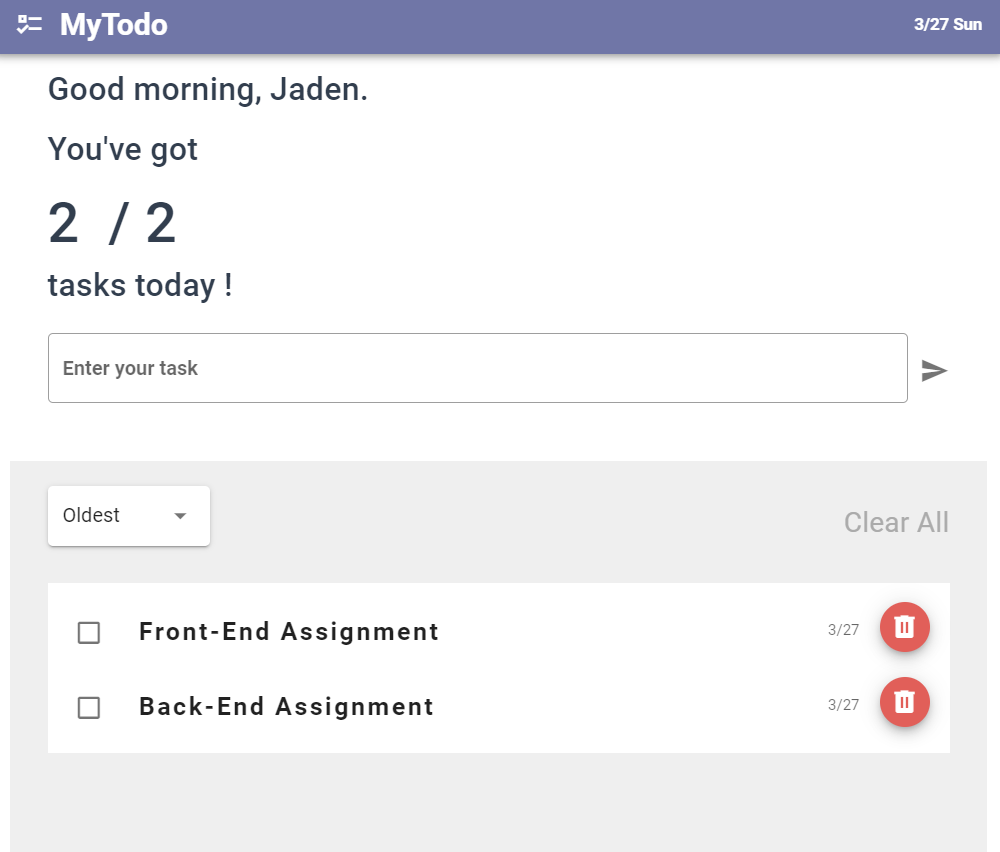 MyTodo 3/27 Sun
Good morning, Jaden.
You've got
2 / 2
tasks today !
Enter your task
Oldest
Clear All
Front-End Assignment 3/27
Back-End Assignment 3/27